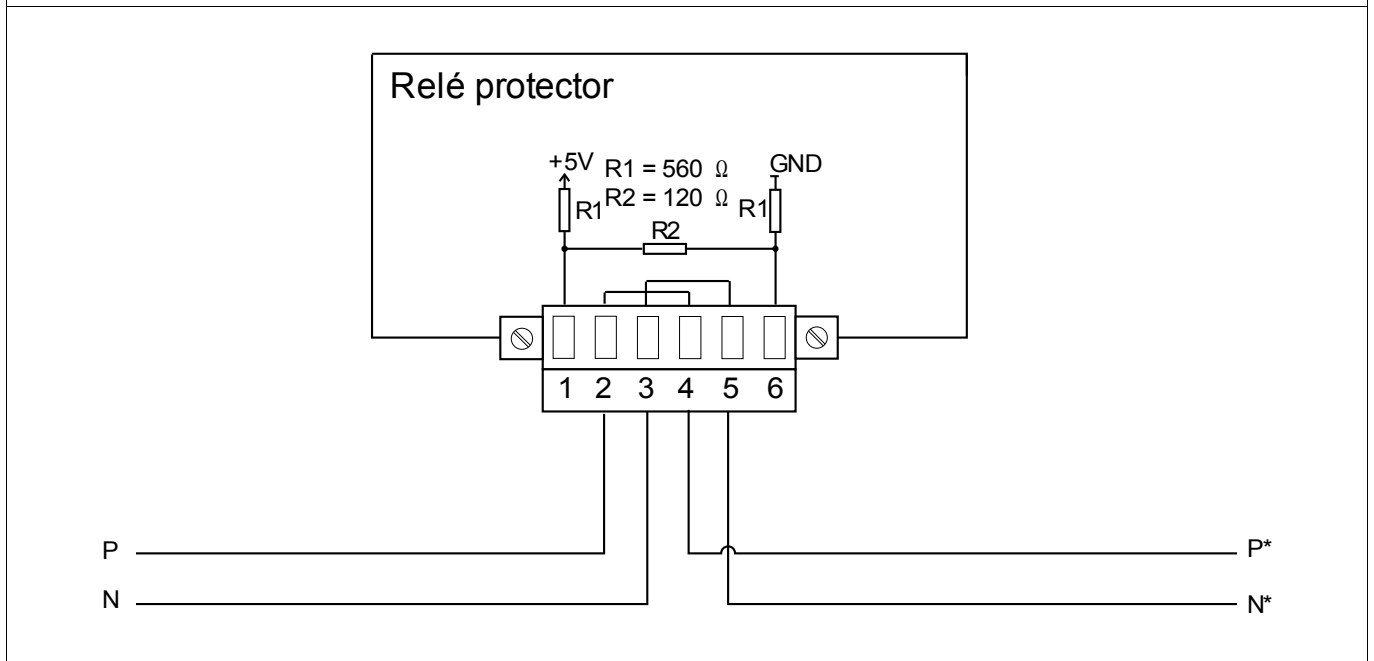 Relé protector
+5V R1 = 560 Ω GND
R1 R2 = 120 Ω R1
R2
1 2 3 4 5 6
P P*
N N*